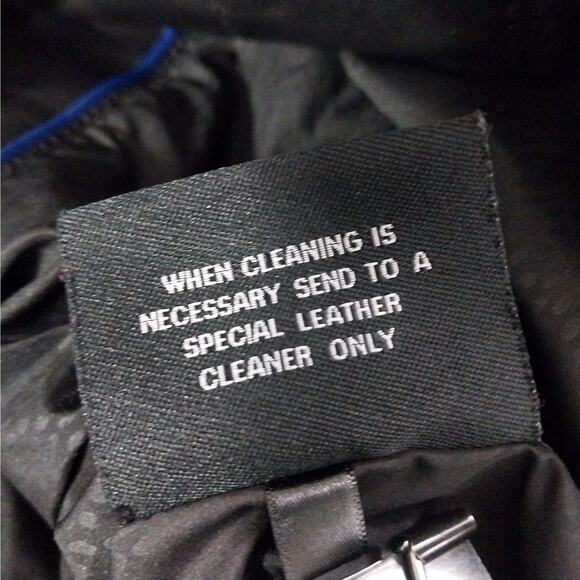 WHEN CLEANING IS
NECESSARY SEND TO A
SPECIAL LEATHER
CLEANER ONLY